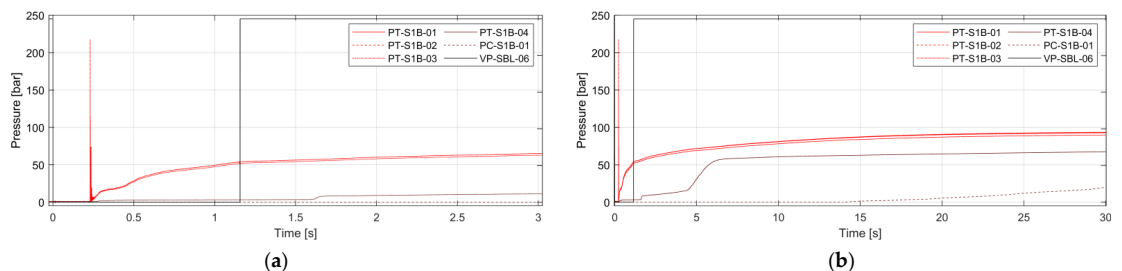 250
200
150
100
50
0
Pressure [bar]
PT-S1B-01 PT-S1B-04
PT-S1B-02 PC-S1B-01
PT-S1B-03 VP-SBL-06
0 0.5 1 1.5 2 2.5 3
Time [s]
(a)
250
200
150
100
50
0
Pressure [bar]
PT-S1B-01 PT-S1B-04
PT-S1B-02 PC-S1B-01
PT-S1B-03 VP-SBL-06
0 5 10 15 20 25 30
Time [s]
(b)